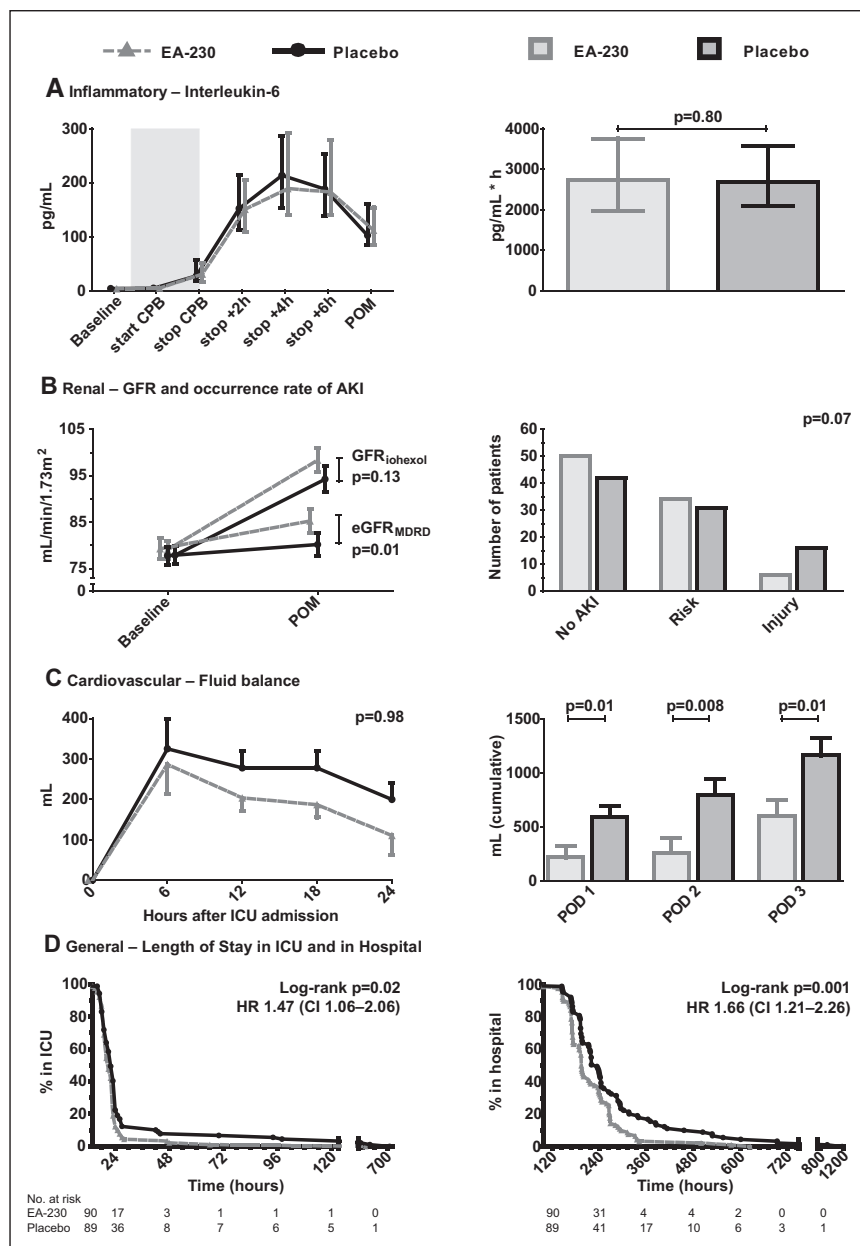 EA-230 Placebo EA-230 Placebo
A Inflammatory – Interleukin-6
300
200
100
0
pg/mL
Baseline
start CPB
stop CPB
stop +2h
stop +4h
stop +6h
POM
p=0.80
4000
3000
2000
1000
0
pg/mL * h
B Renal – GFR and occurrence rate of AKI
105
95
85
75
0
mL/min/1.73m²
GFRiohexol
p=0.13
eGFRMDRD
p=0.01
Baseline
POM
p=0.07
60
50
40
30
20
10
0
Number of patients
No AKI
Risk
Injury
C Cardiovascular – Fluid balance
p=0.98
400
300
200
100
0
mL
0 6 12 18 24
Hours after ICU admission
p=0.01 p=0.008 p=0.01
1500
1000
500
0
mL (cumulative)
POD 1
POD 2
POD 3
D General – Length of Stay in ICU and in Hospital
Log-rank p=0.02
HR 1.47 (CI 1.06–2.06)
100
80
60
40
20
0
% in ICU
24 48 72 96 120 700
Time (hours)
Log-rank p=0.001
HR 1.66 (CI 1.21–2.26)
100
80
60
40
20
0
% in hospital
120 240 360 480 600 720 800 1200
Time (hours)
No. at risk
EA-230 90 17 3 1 1 1 0 90 31 4 4 2 0 0
Placebo 89 36 8 7 6 5 1 89 41 17 10 6 3 1